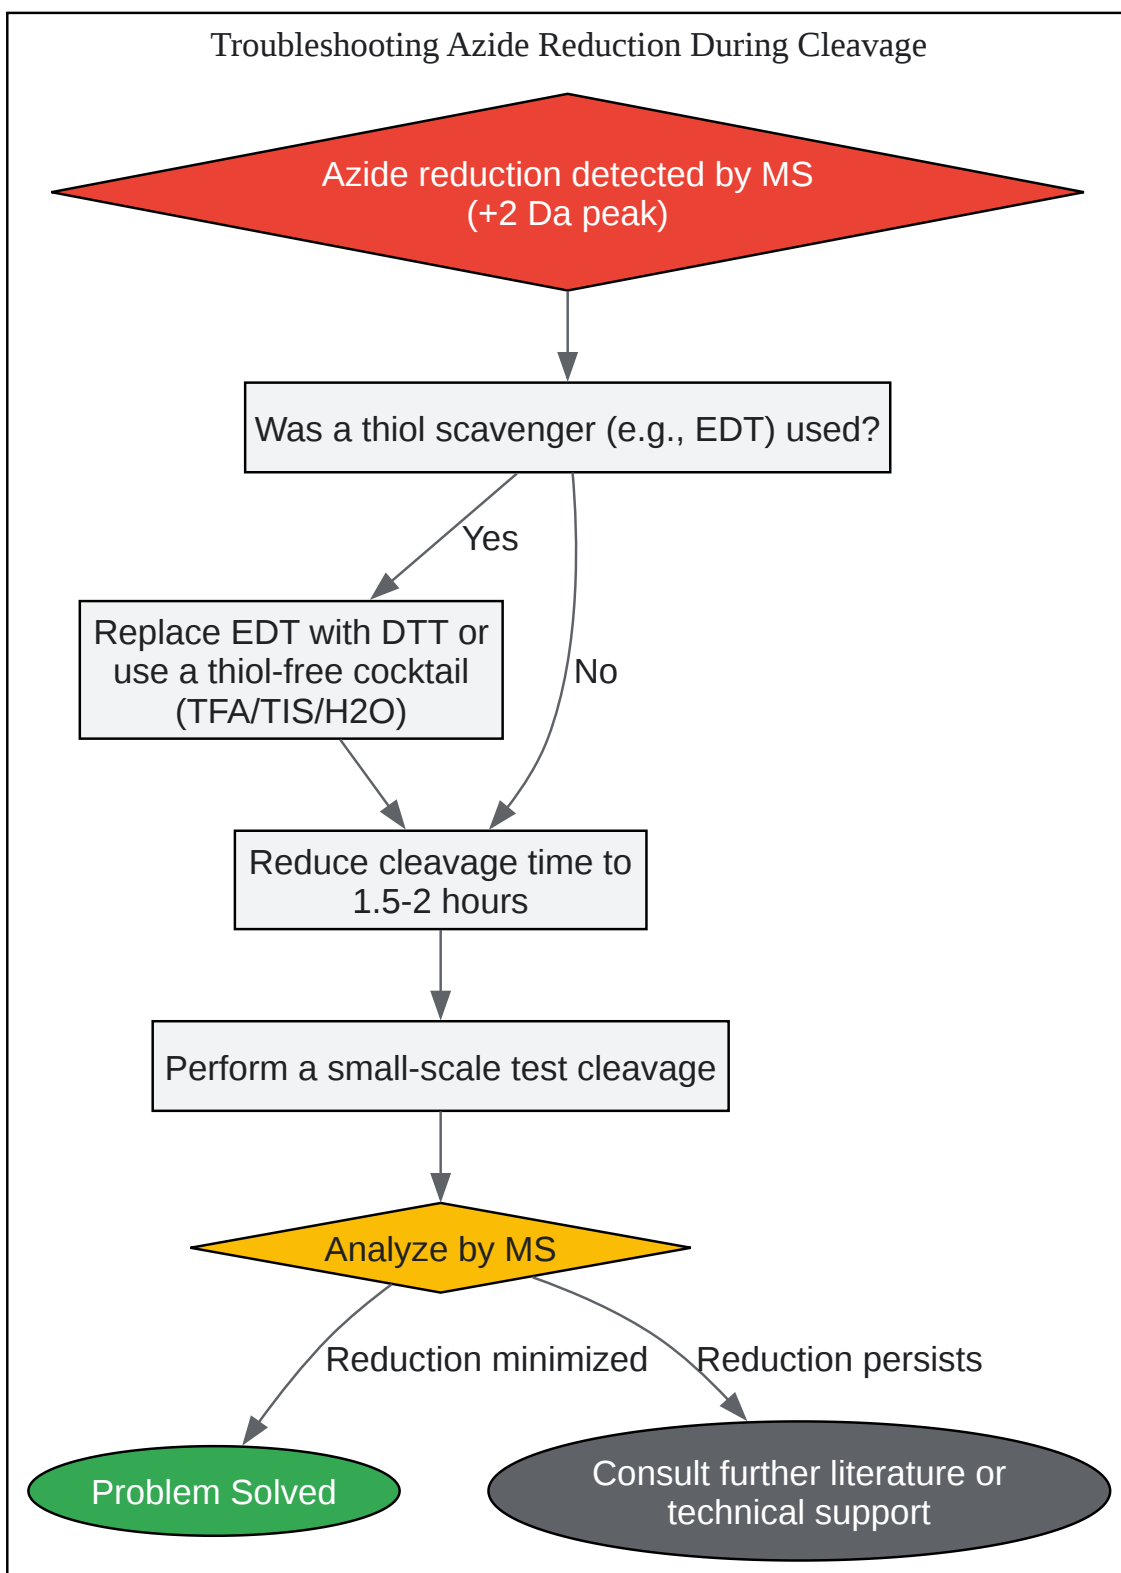 Troubleshooting Azide Reduction During Cleavage
Azide reduction detected by MS
(+2 Da peak)
Was a thiol scavenger (e.g., EDT) used?
Yes
Replace EDT with DTT or
use a thiol-free cocktail
(TFA/TIS/H2O)
No
Reduce cleavage time to
1.5-2 hours
Perform a small-scale test cleavage
Analyze by MS
Reduction minimized
Reduction persists
Problem Solved
Consult further literature or
technical support